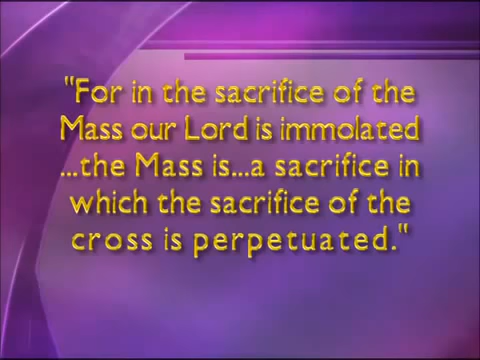 "For in the sacrifice of the
Mass our Lord is immolated
...the Mass is...a sacrifice in
which the sacrifice of the
cross is perpetuated."